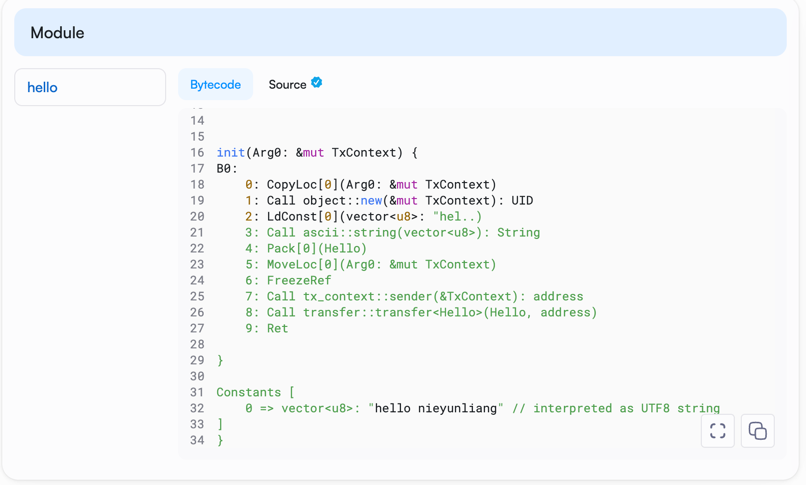 Module
hello
Bytecode
Source
14
15
16 init(Arg0: &mut TxContext) {
17 B0:
18     0: CopyLoc[0](Arg0: &mut TxContext)
19     1: Call object::new(&mut TxContext): UID
20     2: LdConst[0](vector<u8>: "hel..)
21     3: Call ascii::string(vector<u8>): String
22     4: Pack[0](Hello)
23     5: MoveLoc[0](Arg0: &mut TxContext)
24     6: FreezeRef
25     7: Call tx_context::sender(&TxContext): address
26     8: Call transfer::transfer<Hello>(Hello, address)
27     9: Ret
28
29 }
30
31 Constants [
32     0 => vector<u8>: "hello nieyunliang" // interpreted as UTF8 string
33 ]
34 }